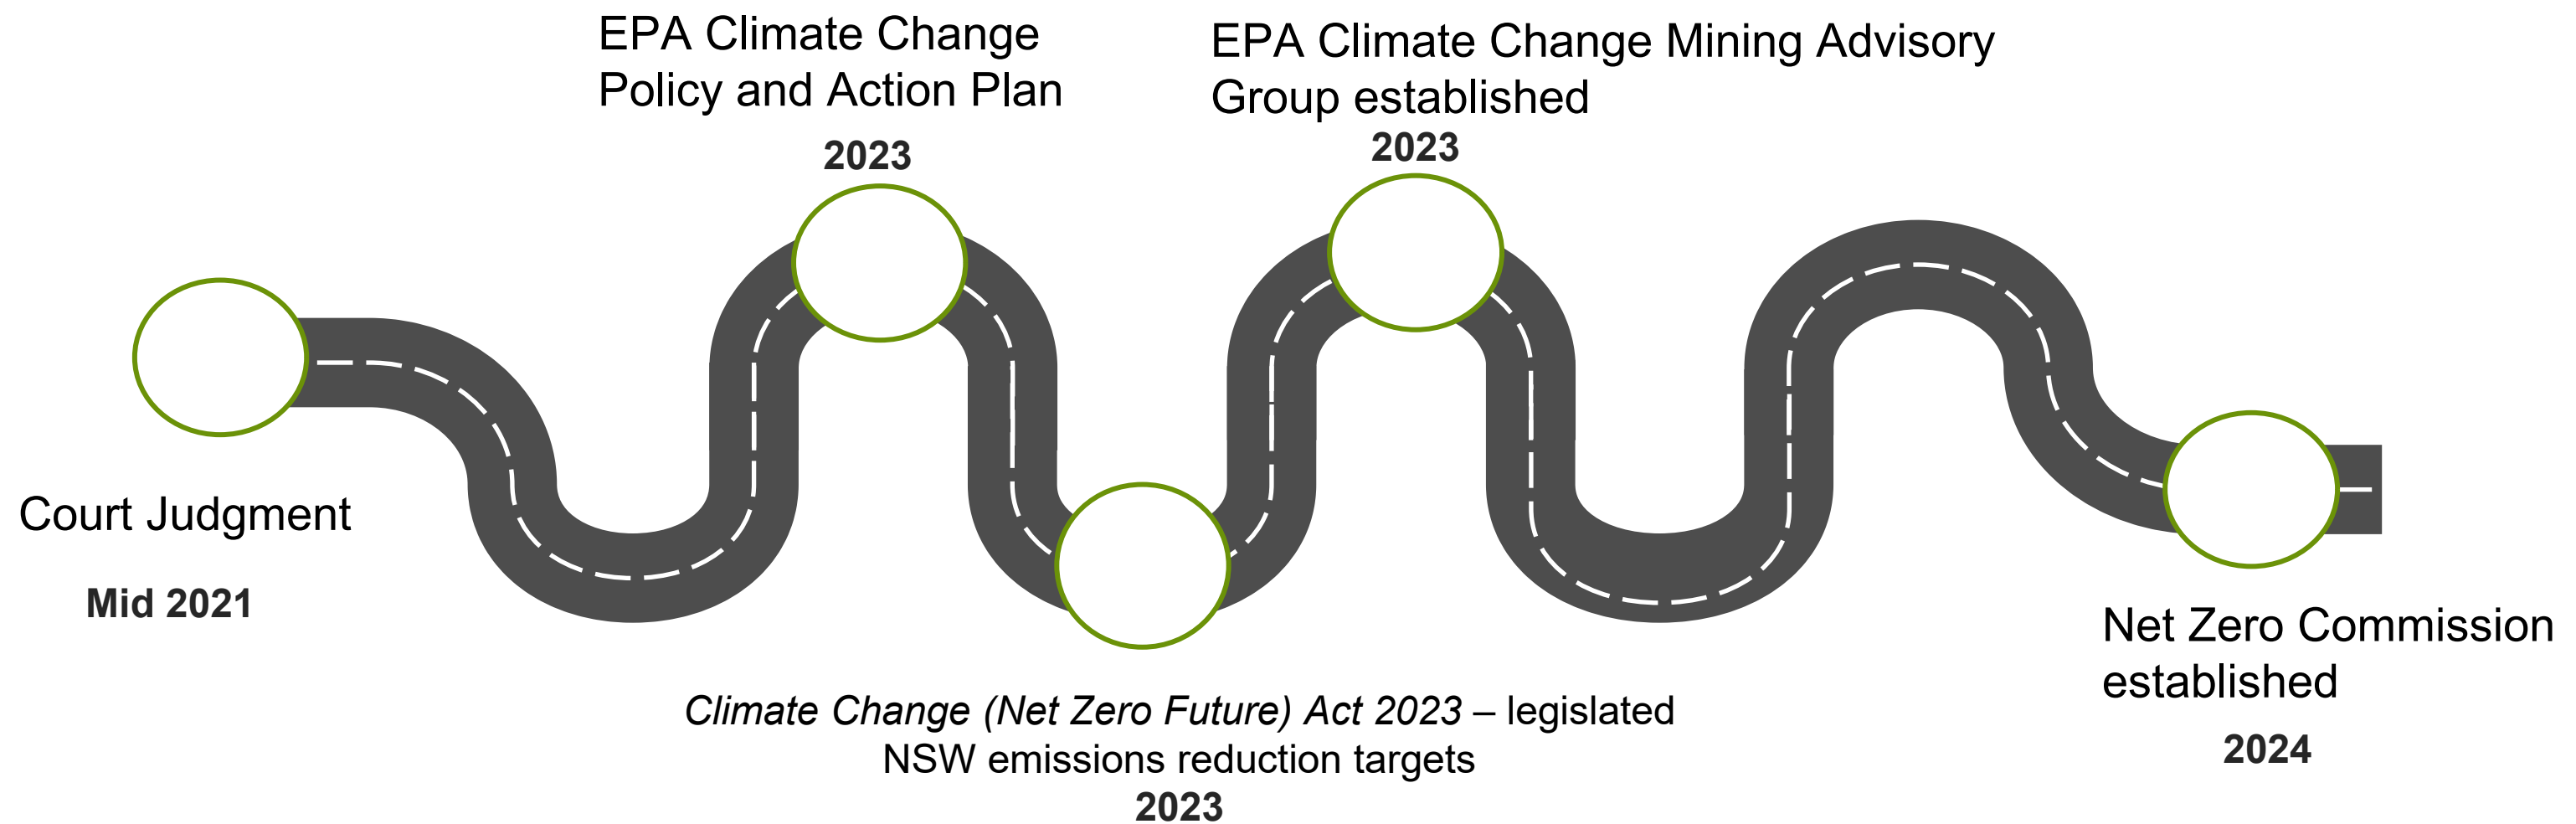 EPA Climate Change
Policy and Action Plan
2023
EPA Climate Change Mining Advisory
Group established
2023
Court Judgment
Mid 2021
Climate Change (Net Zero Future) Act 2023 – legislated
NSW emissions reduction targets
2023
Net Zero Commission
established
2024